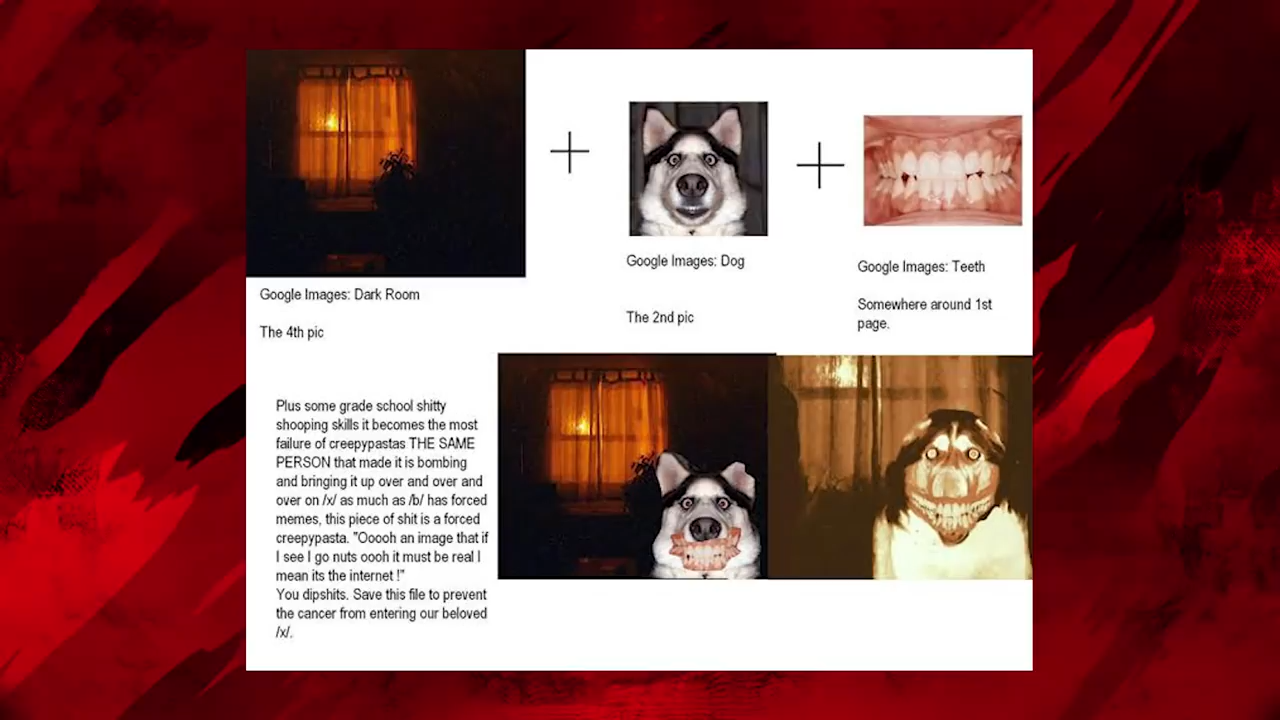 Google Images: Dark Room
The 4th pic
Google Images: Dog
The 2nd pic
Google Images: Teeth
Somewhere around 1st
page.
Plus some grade school shitty
shooping skills it becomes the most
failure of creepypastas THE SAME
PERSON that made it is bombing
and bringing it up over and over and
over on /x/ as much as /b/ has forced
memes, this piece of shit is a forced
creepypasta. "Ooooh an image that if
I see I go nuts oooh it must be real I
mean its the internet !"
You dipshits. Save this file to prevent
the cancer from entering our beloved
/x/.